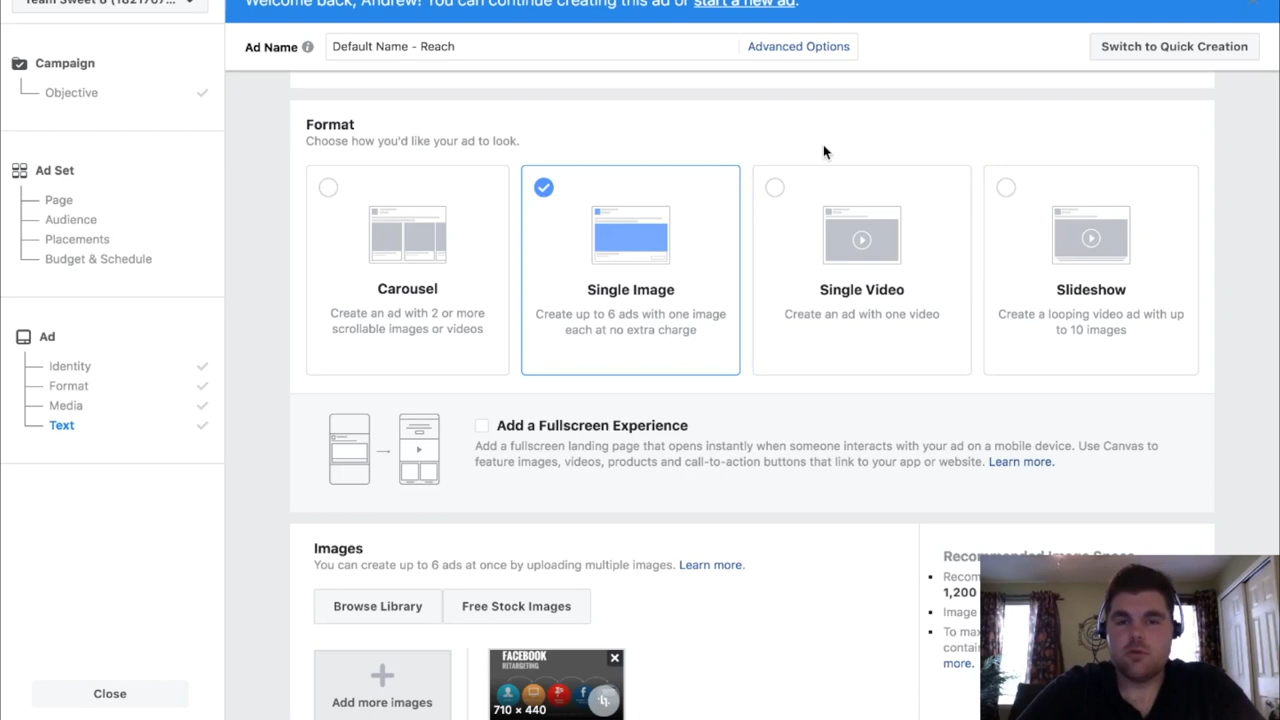 Team Sweet 8 (1821767...
Welcome back, Andrew! You can continue creating this ad or start a new ad.
Ad Name
Default Name - Reach
Advanced Options
Switch to Quick Creation
Campaign
Objective
Ad Set
Page
Audience
Placements
Budget & Schedule
Ad
Identity
Format
Media
Text
Close
Format
Choose how you'd like your ad to look.
Carousel
Create an ad with 2 or more
scrollable images or videos
Single Image
Create up to 6 ads with one image
each at no extra charge
Single Video
Create an ad with one video
Slideshow
Create a looping video ad with up
to 10 images
Add a Fullscreen Experience
Add a fullscreen landing page that opens instantly when someone interacts with your ad on a mobile device. Use Canvas to
feature images, videos, products and call-to-action buttons that link to your app or website. Learn more.
Images
You can create up to 6 ads at once by uploading multiple images. Learn more.
Browse Library
Free Stock Images
Add more images
FACEBOOK
RETARGETING
710 × 440
Recommended Image Specs
Recom
1,200
Image
To max
contain
more.